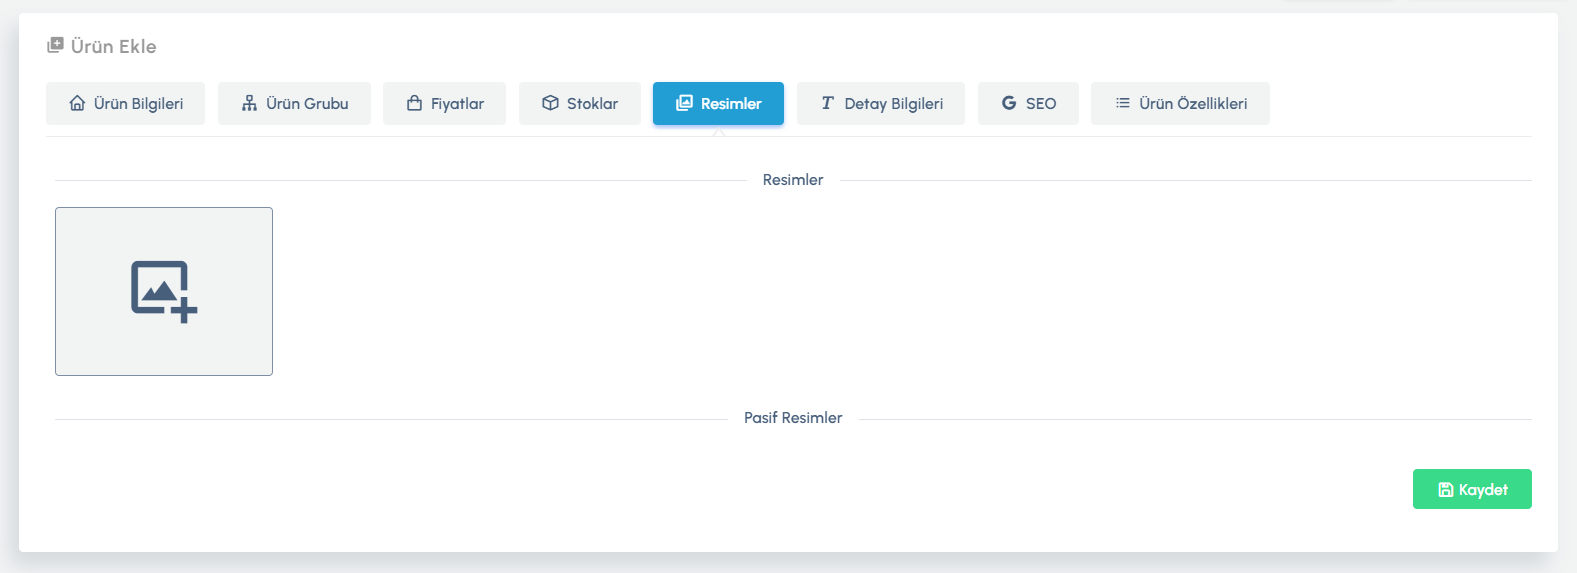 Ürün Ekle
Ürün Bilgileri
Ürün Grubu
Fiyatlar
Stoklar
Resimler
Detay Bilgileri
SEO
Ürün Özellikleri
Resimler
Pasif Resimler
Kaydet